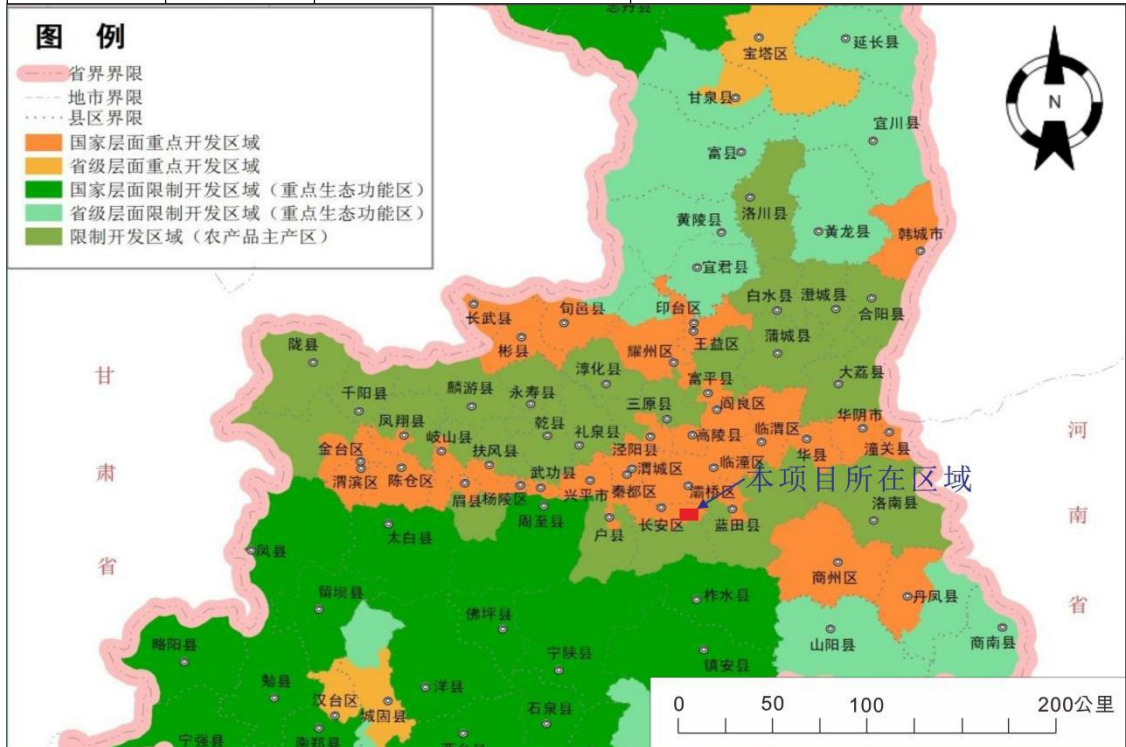 志丹县
图 例
省界界限
地市界限
县区界限
国家层面重点开发区域
省级层面重点开发区域
国家层面限制开发区域（重点生态功能区）
省级层面限制开发区域（重点生态功能区）
限制开发区域（农产品主产区）
N
宝塔区
延长县
甘泉县
宜川县
富县
洛川县
黄陵县
黄龙县
韩城市
宜君县
长武县
旬邑县
印台区
白水县
澄城县
合阳县
彬县
王益区
蒲城县
陇县
耀州区
淳化县
大荔县
甘
千阳县
麟游县
永寿县
富平县
三原县
阎良区
凤翔县
乾县
礼泉县
高陵县
临渭区
华阴市
河
金台区
岐山县
扶风县
泾阳县
华县
潼关县
肃
渭滨区
陈仓区
武功县
渭城区
临潼区
本项目所在区域
眉县
杨陵区
兴平市
秦都区
灞桥区
洛南县
周至县
户县
长安区
蓝田县
南
太白县
凤县
省
商州区
留坝县
柞水县
丹凤县
省
佛坪县
略阳县
山阳县
商南县
宁陕县
镇安县
勉县
洋县
汉台区
城固县
石泉县
宁强县
南郑县
0
50
100
200公里